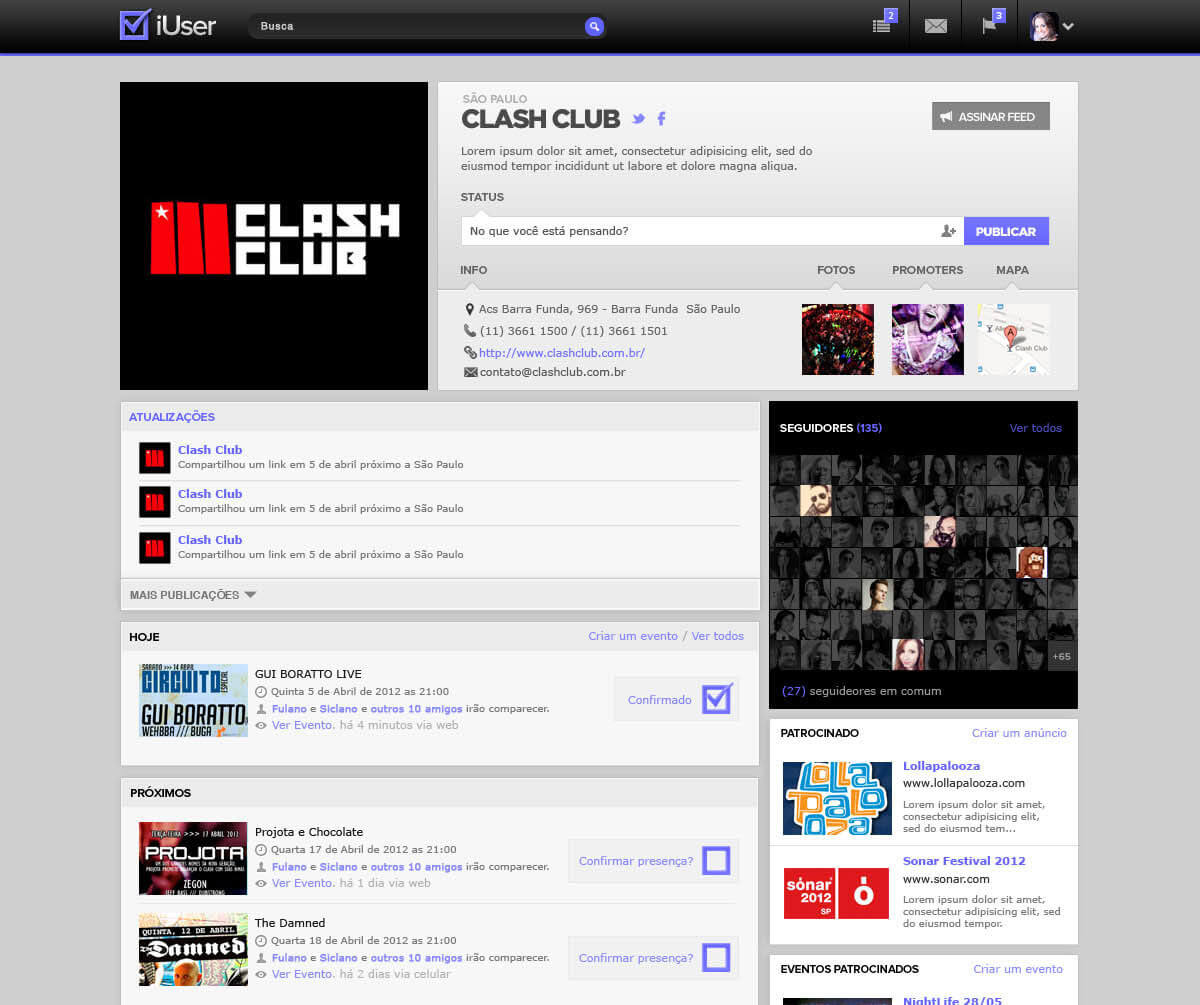 iUser
Busca
2
3
CLASH
CLUB
SÃO PAULO
CLASH CLUB
ASSINAR FEED
Lorem ipsum dolor sit amet, consectetur adipisicing elit, sed do
eiusmod tempor incididunt ut labore et dolore magna aliqua.
STATUS
No que você está pensando?
PUBLICAR
INFO
FOTOS
PROMOTERS
MAPA
Acs Barra Funda, 969 - Barra Funda  São Paulo
(11) 3661 1500 / (11) 3661 1501
http://www.clashclub.com.br/
contato@clashclub.com.br
A
Clash Club
ATUALIZAÇÕES
Clash Club
Compartilhou um link em 5 de abril próximo a São Paulo
Clash Club
Compartilhou um link em 5 de abril próximo a São Paulo
Clash Club
Compartilhou um link em 5 de abril próximo a São Paulo
MAIS PUBLICAÇÕES
HOJE
Criar um evento / Ver todos
SABADO >>> 14 ABRIL
CIRCUITO
ESPECIAL
GUI BORATTO
WEHBBA /// BUGA
GUI BORATTO LIVE
Quinta 5 de Abril de 2012 as 21:00
Fulano e Siclano e outros 10 amigos irão comparecer.
Ver Evento. há 4 minutos via web
Confirmado
PRÓXIMOS
TERÇAFEIRA >>> 17 ABRIL 2012
PROJOTA
ZEGON
JEFF BASS /// DUBSTRONG
Projota e Chocolate
Quarta 17 de Abril de 2012 as 21:00
Fulano e Siclano e outros 10 amigos irão comparecer.
Ver Evento. há 1 dia via web
Confirmar presença?
QUINTA, 12 DE ABRIL
Damned
The Damned
Quarta 18 de Abril de 2012 as 21:00
Fulano e Siclano e outros 10 amigos irão comparecer.
Ver Evento. há 2 dias via celular
Confirmar presença?
SEGUIDORES (135)
Ver todos
+65
(27) seguideores em comum
PATROCINADO
Criar um anúncio
LOLLA
PALO
OZA
Lollapalooza
www.lollapalooza.com
Lorem ipsum dolor sit amet,
consectetur adipisicing elit,
sed do eiusmod tem...
sónar
2012
SP
Sonar Festival 2012
www.sonar.com
Lorem ipsum dolor sit amet,
consectetur adipisicing elit, sed
do eiusmod tempor.
EVENTOS PATROCINADOS
Criar um evento
NightLife 28/05